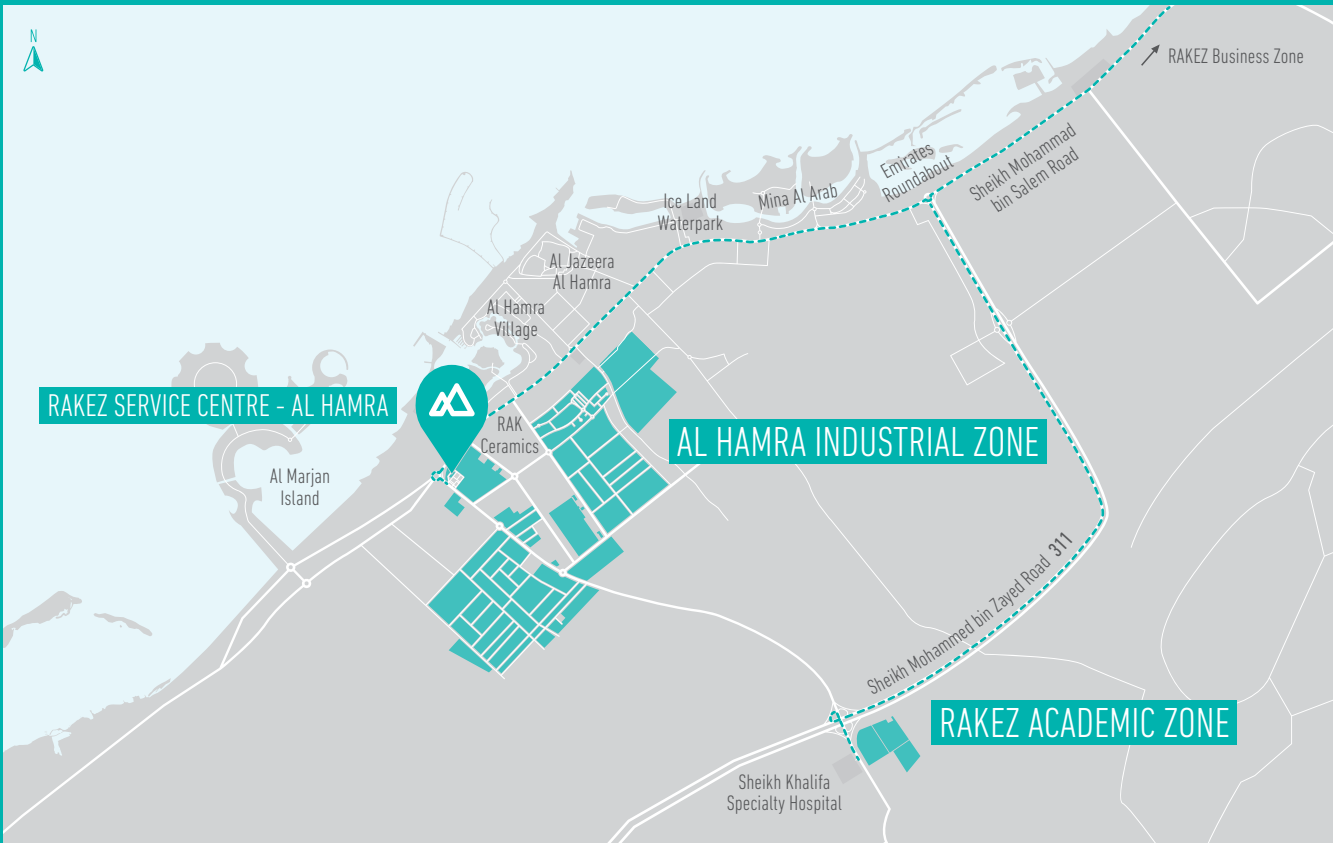 N
RAKEZ Business Zone
Sheikh Mohammad
bin Salem Road
Emirates
Roundabout
Mina Al Arab
Ice Land
Waterpark
Al Jazeera
Al Hamra
Al Hamra
Village
RAKEZ SERVICE CENTRE - AL HAMRA
RAK
Ceramics
AL HAMRA INDUSTRIAL ZONE
Al Marjan
Island
Sheikh Mohammed bin Zayed Road 311
RAKEZ ACADEMIC ZONE
Sheikh Khalifa
Specialty Hospital